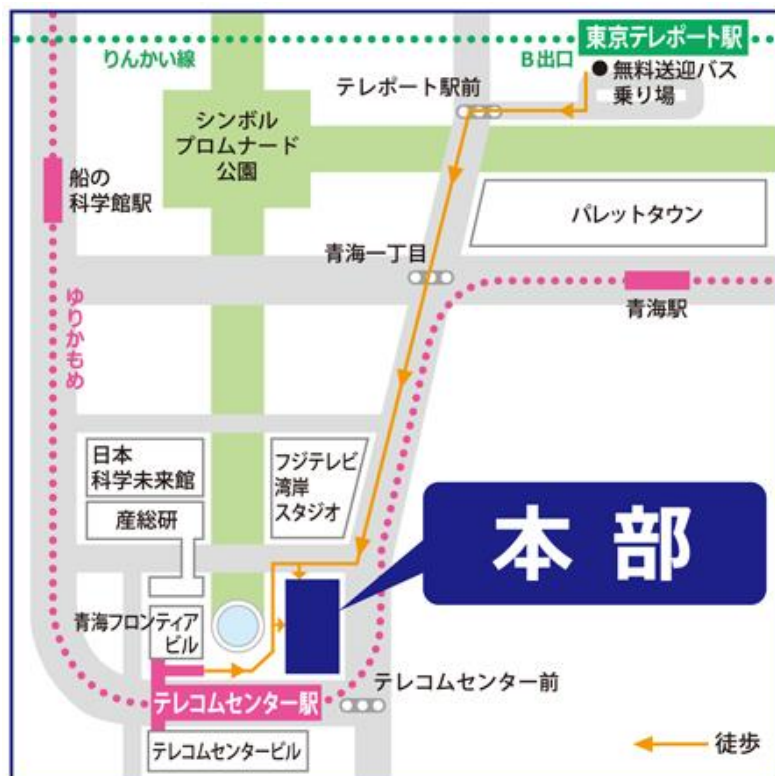 東京テレポート駅
りんかい線
B出口
無料送迎バス
乗り場
テレポート駅前
シンボル
プロムナード
公園
船の
科学館駅
パレットタウン
青海一丁目
青海駅
ゆりかもめ
日本
科学未来館
フジテレビ
湾岸
スタジオ
産総研
本部
青海フロンティア
ビル
テレコムセンター前
テレコムセンター駅
テレコムセンタービル
徒歩